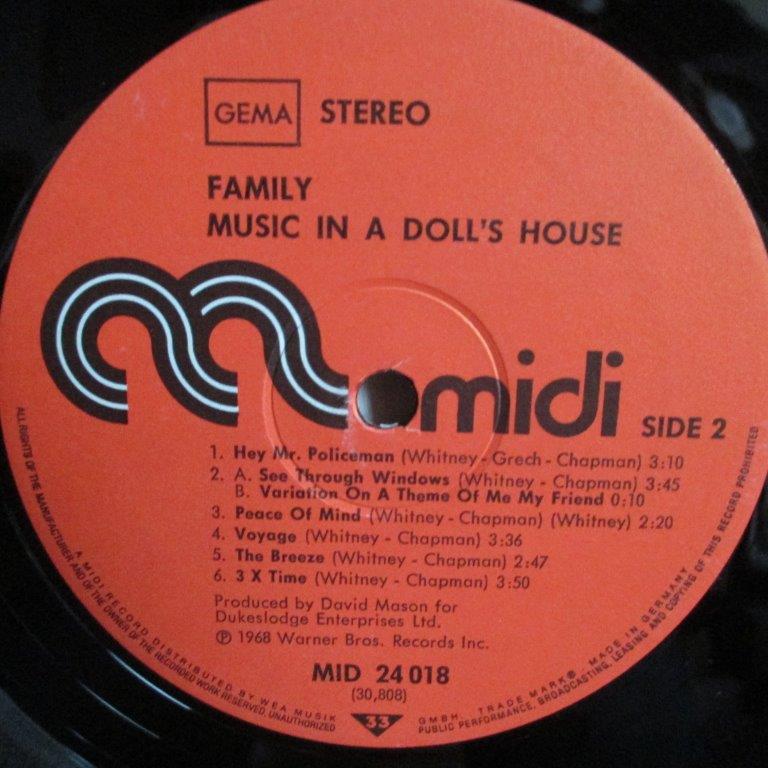 GEMA STEREO
FAMILY
MUSIC IN A DOLL'S HOUSE
midi SIDE 2
1. Hey Mr. Policeman (Whitney - Grech - Chapman) 3:10
2. A. See Through Windows (Whitney - Chapman) 3:45
B. Variation On A Theme Of Me My Friend 0:10
3. Peace Of Mind (Whitney - Chapman) (Whitney) 2:20
4. Voyage (Whitney - Chapman) 3:36
5. The Breeze (Whitney - Chapman) 2:47
6. 3 X Time (Whitney - Chapman) 3:50
Produced by David Mason for
Dukeslodge Enterprises Ltd.
℗ 1968 Warner Bros. Records Inc.
MID 24 018
(30,808)
33
A MIDI RECORD DISTRIBUTED BY WEA MUSIK GMBH. TRADE MARK ® - MADE IN GERMANY
ALL RIGHTS OF THE MANUFACTURER AND OF THE OWNER OF THE RECORDED WORK RESERVED. UNAUTHORIZED PUBLIC PERFORMANCE, BROADCASTING, LEASING AND COPYING OF THIS RECORD PROHIBITED